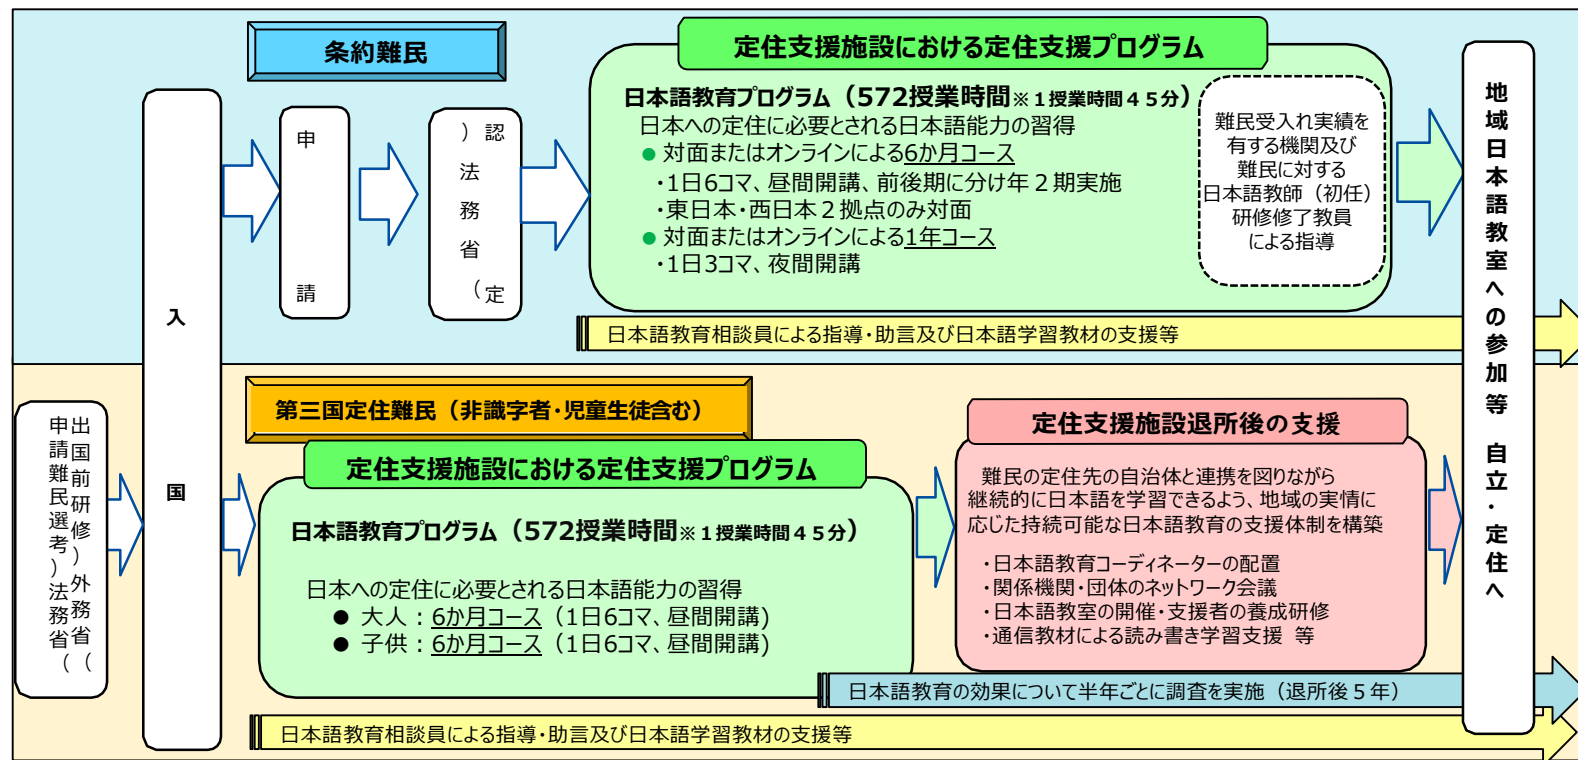 条約難民
定住支援施設における定住支援プログラム
入国
申請
認定（法務省）
日本語教育プログラム（572授業時間※１授業時間４５分）
日本への定住に必要とされる日本語能力の習得
● 対面またはオンラインによる6か月コース
・1日6コマ、昼間開講、前後期に分け年２期実施
・東日本・西日本２拠点のみ対面
● 対面またはオンラインによる1年コース
・1日3コマ、夜間開講
難民受入れ実績を
有する機関及び
難民に対する
日本語教師（初任）
研修修了教員
による指導
日本語教育相談員による指導・助言及び日本語学習教材の支援等
地域日本語教室への参加等 自立・定住へ
第三国定住難民（非識字者・児童生徒含む）
出国前研修（外務省）
申請難民選考（法務省）
定住支援施設における定住支援プログラム
日本語教育プログラム（572授業時間※１授業時間４５分）
日本への定住に必要とされる日本語能力の習得
● 大人：6か月コース（1日6コマ、昼間開講)
● 子供：6か月コース（1日6コマ、昼間開講)
定住支援施設退所後の支援
難民の定住先の自治体と連携を図りながら
継続的に日本語を学習できるよう、地域の実情に
応じた持続可能な日本語教育の支援体制を構築
・日本語教育コーディネーターの配置
・関係機関・団体のネットワーク会議
・日本語教室の開催・支援者の養成研修
・通信教材による読み書き学習支援 等
日本語教育の効果について半年ごとに調査を実施（退所後５年）
日本語教育相談員による指導・助言及び日本語学習教材の支援等